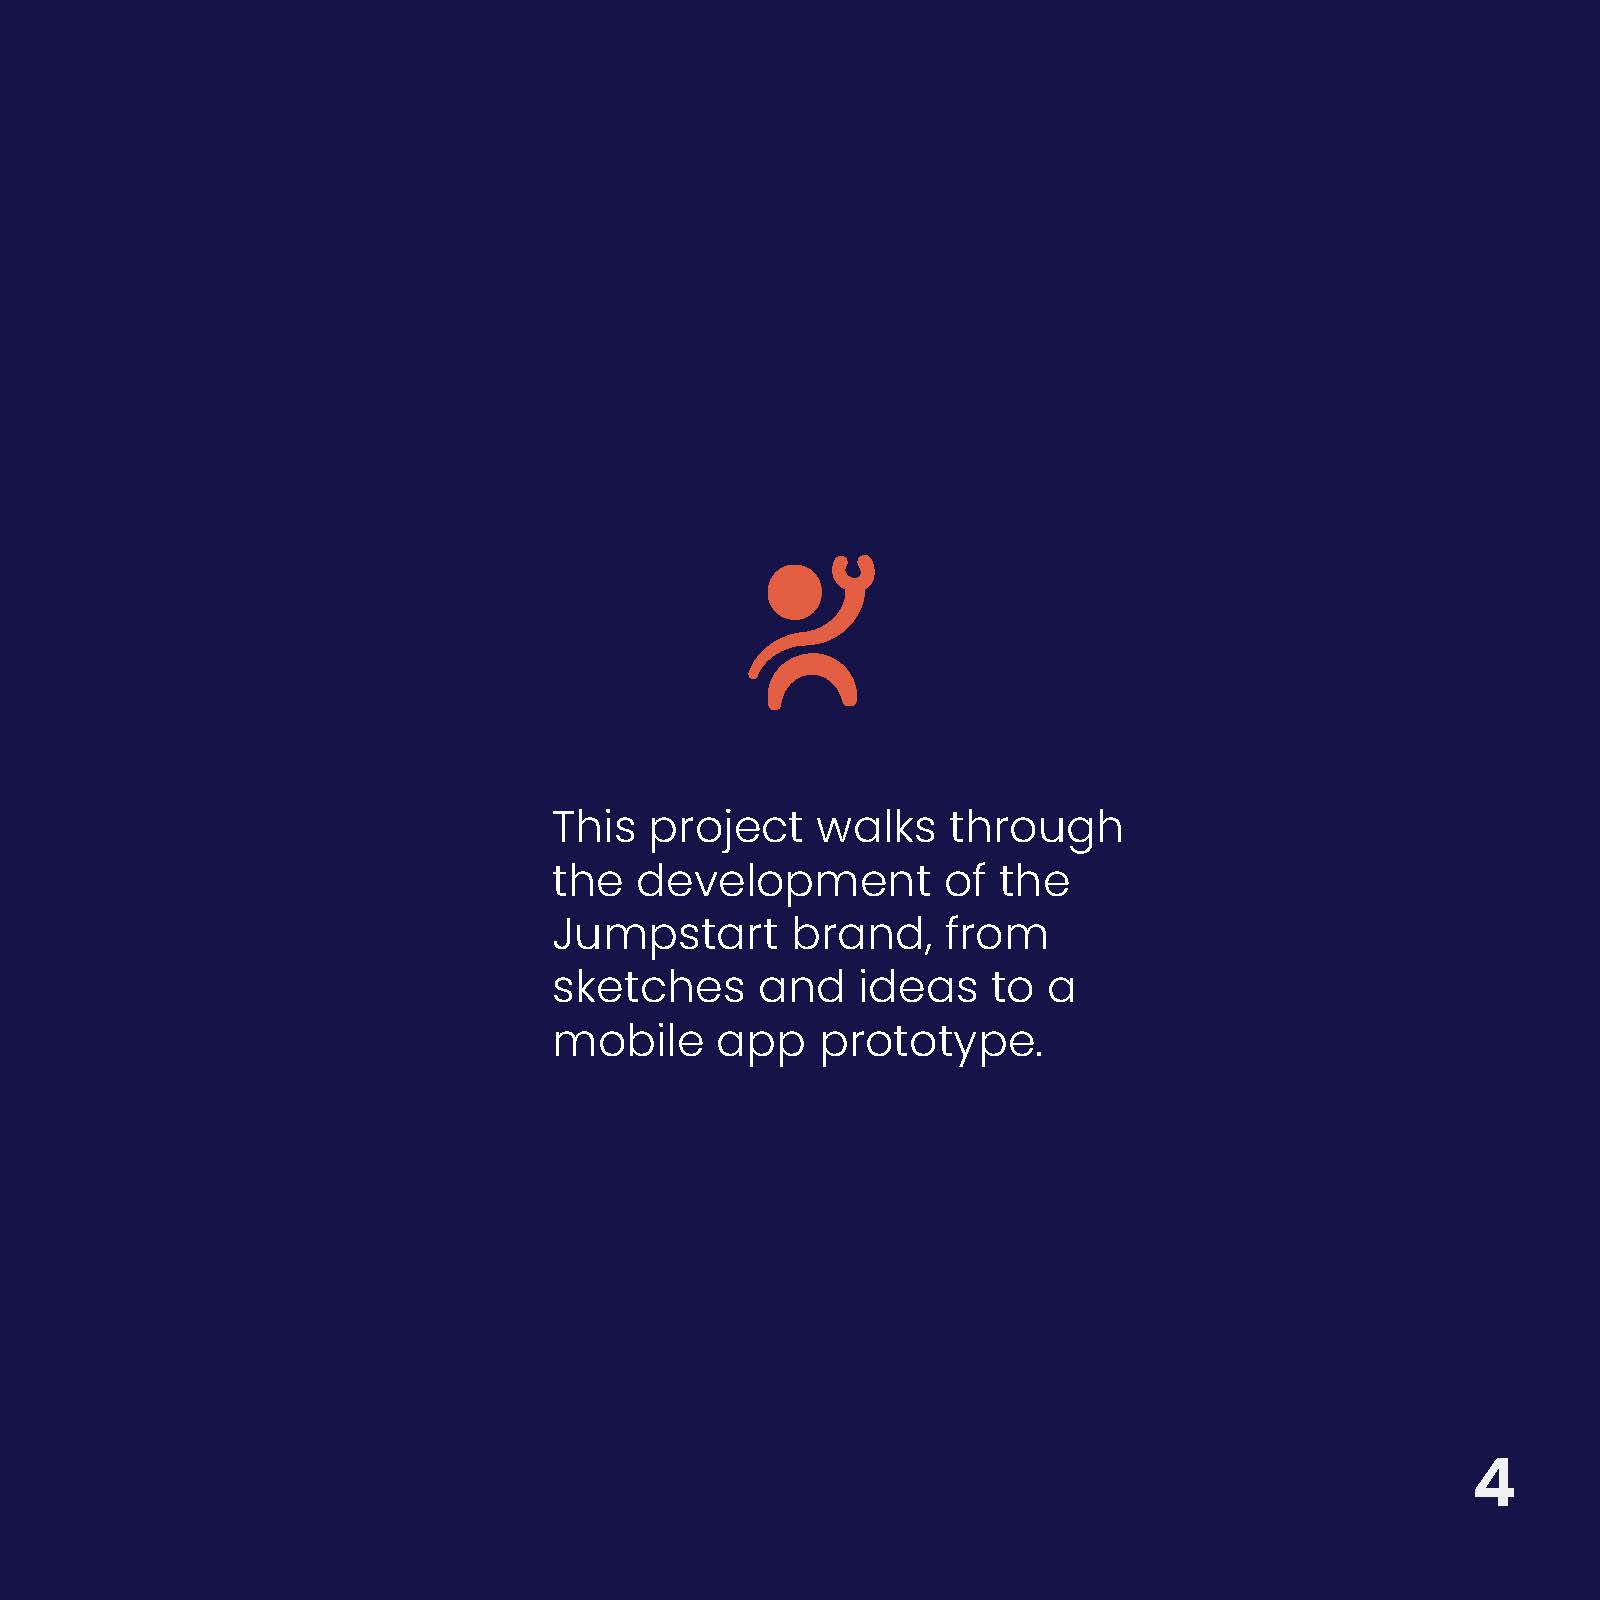 This project walks through
the development of the
Jumpstart brand, from
sketches and ideas to a
mobile app prototype.
4